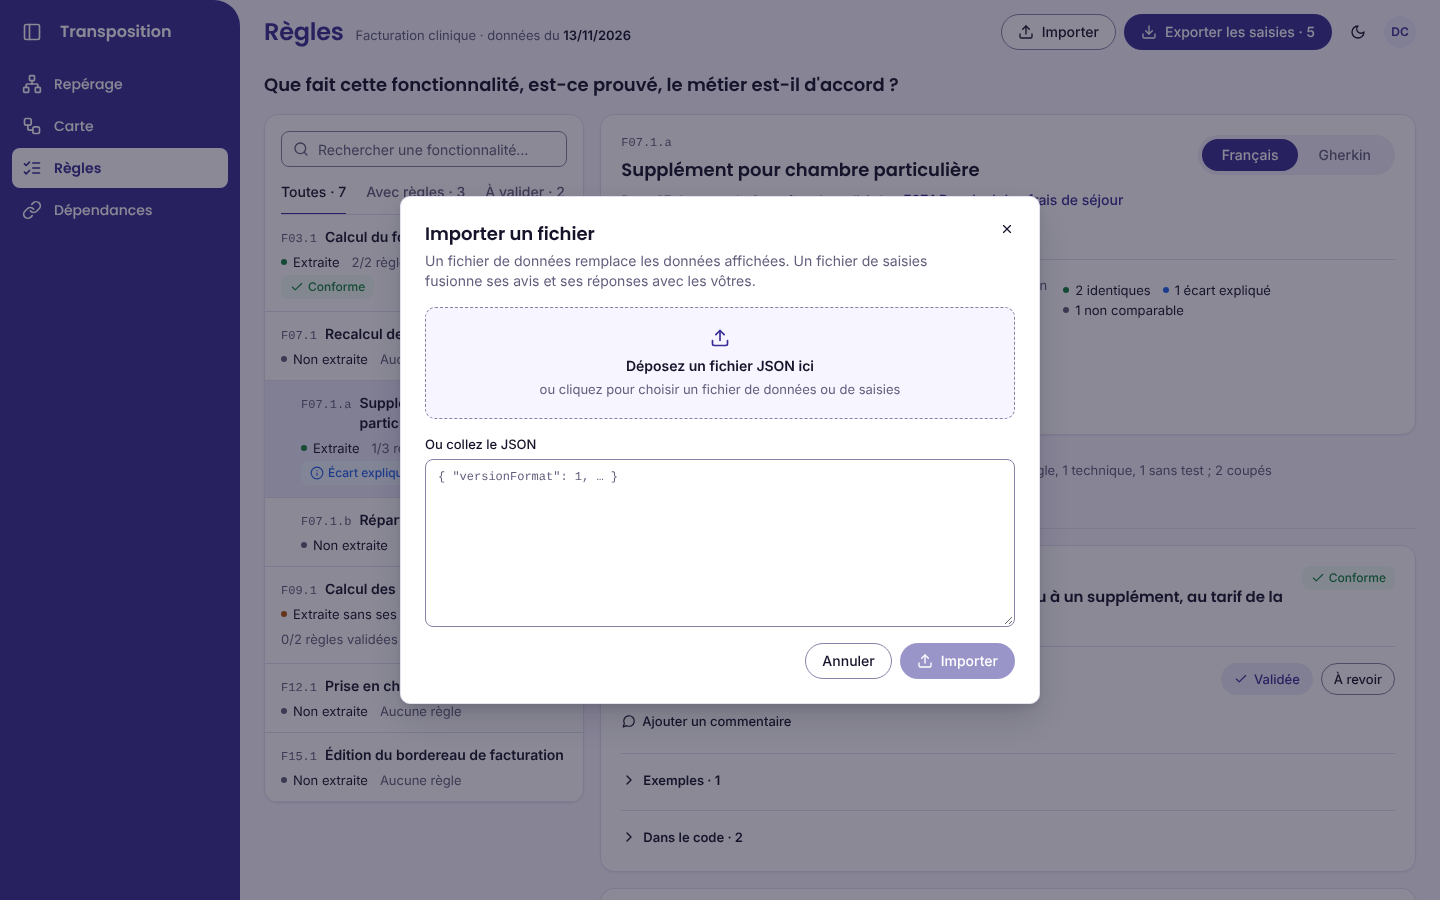 Transposition
Repérage
Carte
Règles
Dépendances
Règles
Facturation clinique · données du 13/11/2026
Importer
Exporter les saisies · 5
DC
Que fait cette fonctionnalité, est-ce prouvé, le métier est-il d'accord ?
Rechercher une fonctionnalité...
Toutes · 7
Avec règles · 3
À valider · 2
F03.1 Calcul du
Extraite 2/2
Conforme
F07.1 Recalcul
Non extraite
F07.1.a
Extraite 1/3
Écart
F07.1.b
Non extraite
F09.1 Calcul des
Extraite sans ses
0/2 règles validées
F12.1 Prise en
Non extraite Aucune règle
F15.1 Édition du bordereau de facturation
Non extraite Aucune règle
F07.1.a
Supplément pour chambre particulière
Français
Gherkin
de séjour
2 identiques 1 écart expliqué
1 non comparable
1 technique, 1 sans test ; 2 coupés
Conforme
à un supplément, au tarif de la
Validée
À revoir
Ajouter un commentaire
Exemples · 1
Dans le code · 2
Importer un fichier
Un fichier de données remplace les données affichées. Un fichier de saisies
fusionne ses avis et ses réponses avec les vôtres.
Déposez un fichier JSON ici
ou cliquez pour choisir un fichier de données ou de saisies
Ou collez le JSON
{ "versionFormat": 1, … }
Annuler
Importer